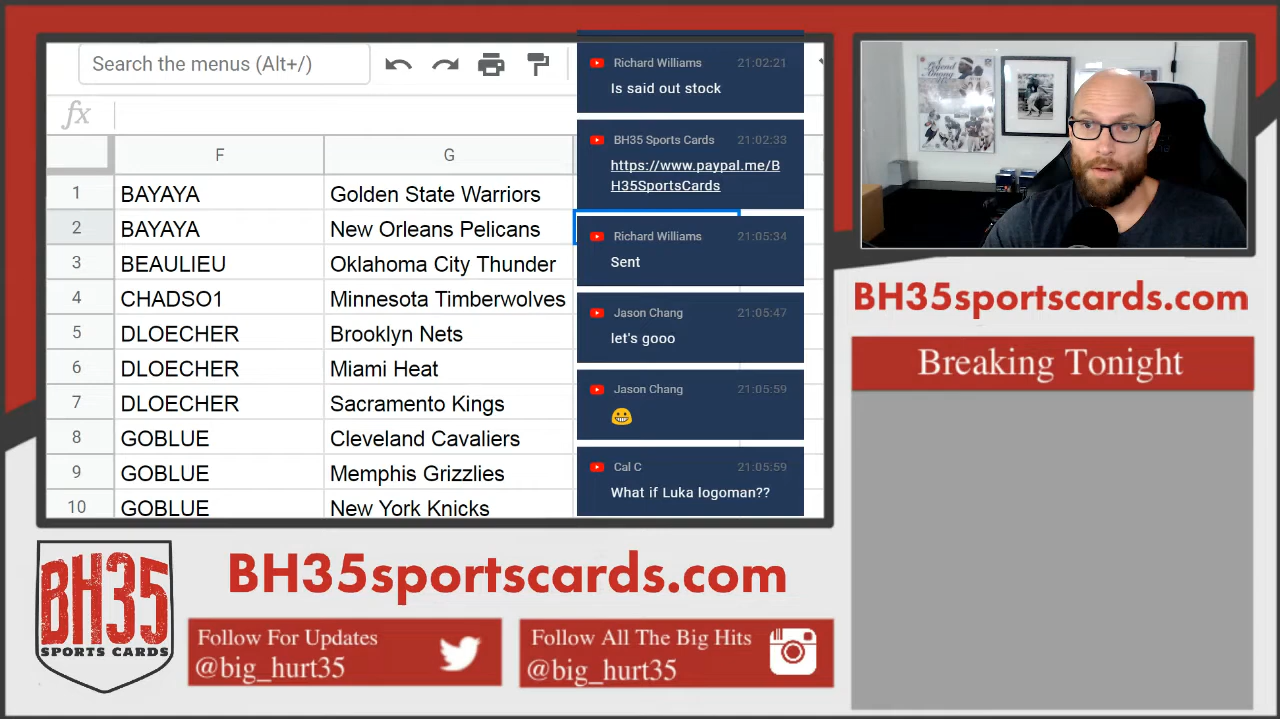 Search the menus (Alt+/)
fx
F G
1 BAYAYA Golden State Warriors
2 BAYAYA New Orleans Pelicans
3 BEAULIEU Oklahoma City Thunder
4 CHADSO1 Minnesota Timberwolves
5 DLOECHER Brooklyn Nets
6 DLOECHER Miami Heat
7 DLOECHER Sacramento Kings
8 GOBLUE Cleveland Cavaliers
9 GOBLUE Memphis Grizzlies
10 GOBLUE New York Knicks
Richard Williams 21:02:21
Is said out stock
BH35 Sports Cards 21:02:33
https://www.paypal.me/B
H35SportsCards
Richard Williams 21:05:34
Sent
Jason Chang 21:05:47
let's gooo
Jason Chang 21:05:59
😀
Cal C 21:05:59
What if Luka logoman??
Legend
Among
BH35sportscards.com
Breaking Tonight
BH35
SPORTS CARDS
BH35sportscards.com
Follow For Updates
@big_hurt35
Follow All The Big Hits
@big_hurt35